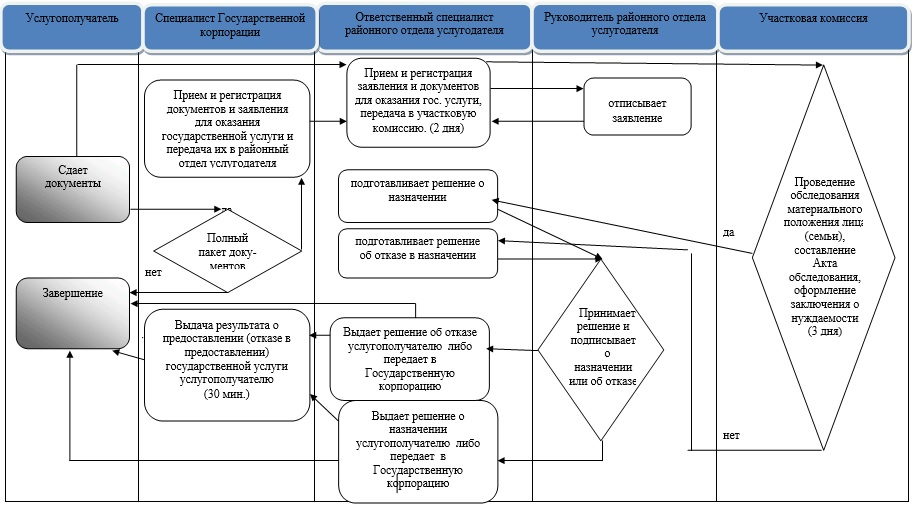 Услугополучатель
Специалист Государственной
корпорации
Ответственный специалист
районного отдела услугодателя
Руководитель районного отдела
услугодателя
Участковая комиссия
Сдает
документы
Завершение
Прием и регистрация
документов и заявления
для оказания
государственной услуги и
передача их в районный
отдел услугодателя
да
Полный
пакет доку-
ментов
нет
Выдача результата о
предоставлении (отказе в
предоставлении)
государственной услуги
услугополучателю
(30 мин.)
Прием и регистрация
заявления и документов
для оказания гос. услуги,
передача в участковую
комиссию. (2 дня)
подготавливает решение о
назначении
подготавливает решение
об отказе в назначении
Выдает решение об отказе
услугополучателю либо
передает в
Государственную
корпорацию
Выдает решение о
назначении
услугополучателю либо
передает в
Государственную
корпорацию
отписывает
заявление
Принимает
решение и
подписывает
о
назначении
или об отказе
да
нет
Проведение
обследования
материального
положения лица
(семьи),
составление
Акта
обследования,
оформление
заключения о
нуждаемости
(3 дня)